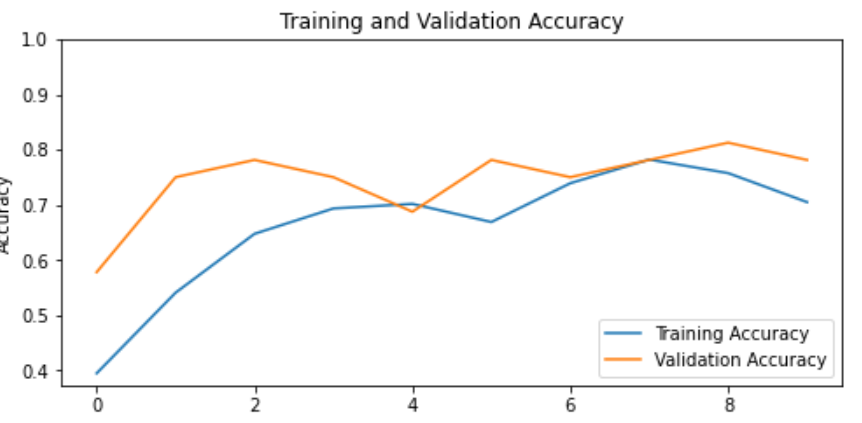 Training and Validation Accuracy
1.0
0.9
0.8
0.7
0.6
0.5
0.4
Accuracy
0 2 4 6 8
Training Accuracy
Validation Accuracy